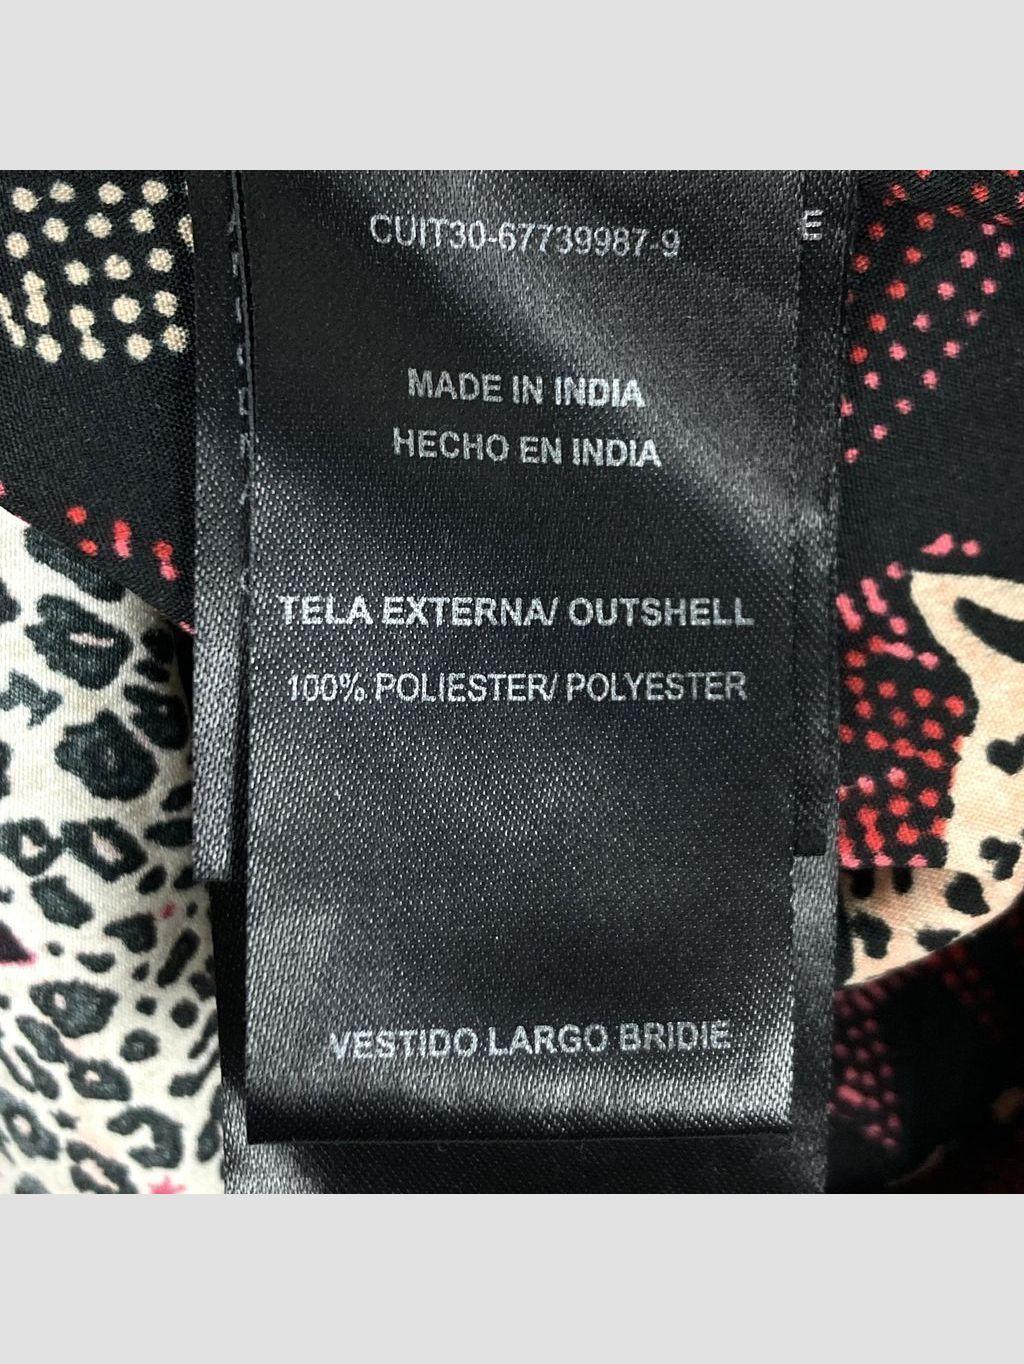 CUIT30-67739987-9
MADE IN INDIA
HECHO EN INDIA
TELA EXTERNA/ OUTSHELL
100% POLIESTER/ POLYESTER
VESTIDO LARGO BRIDIE